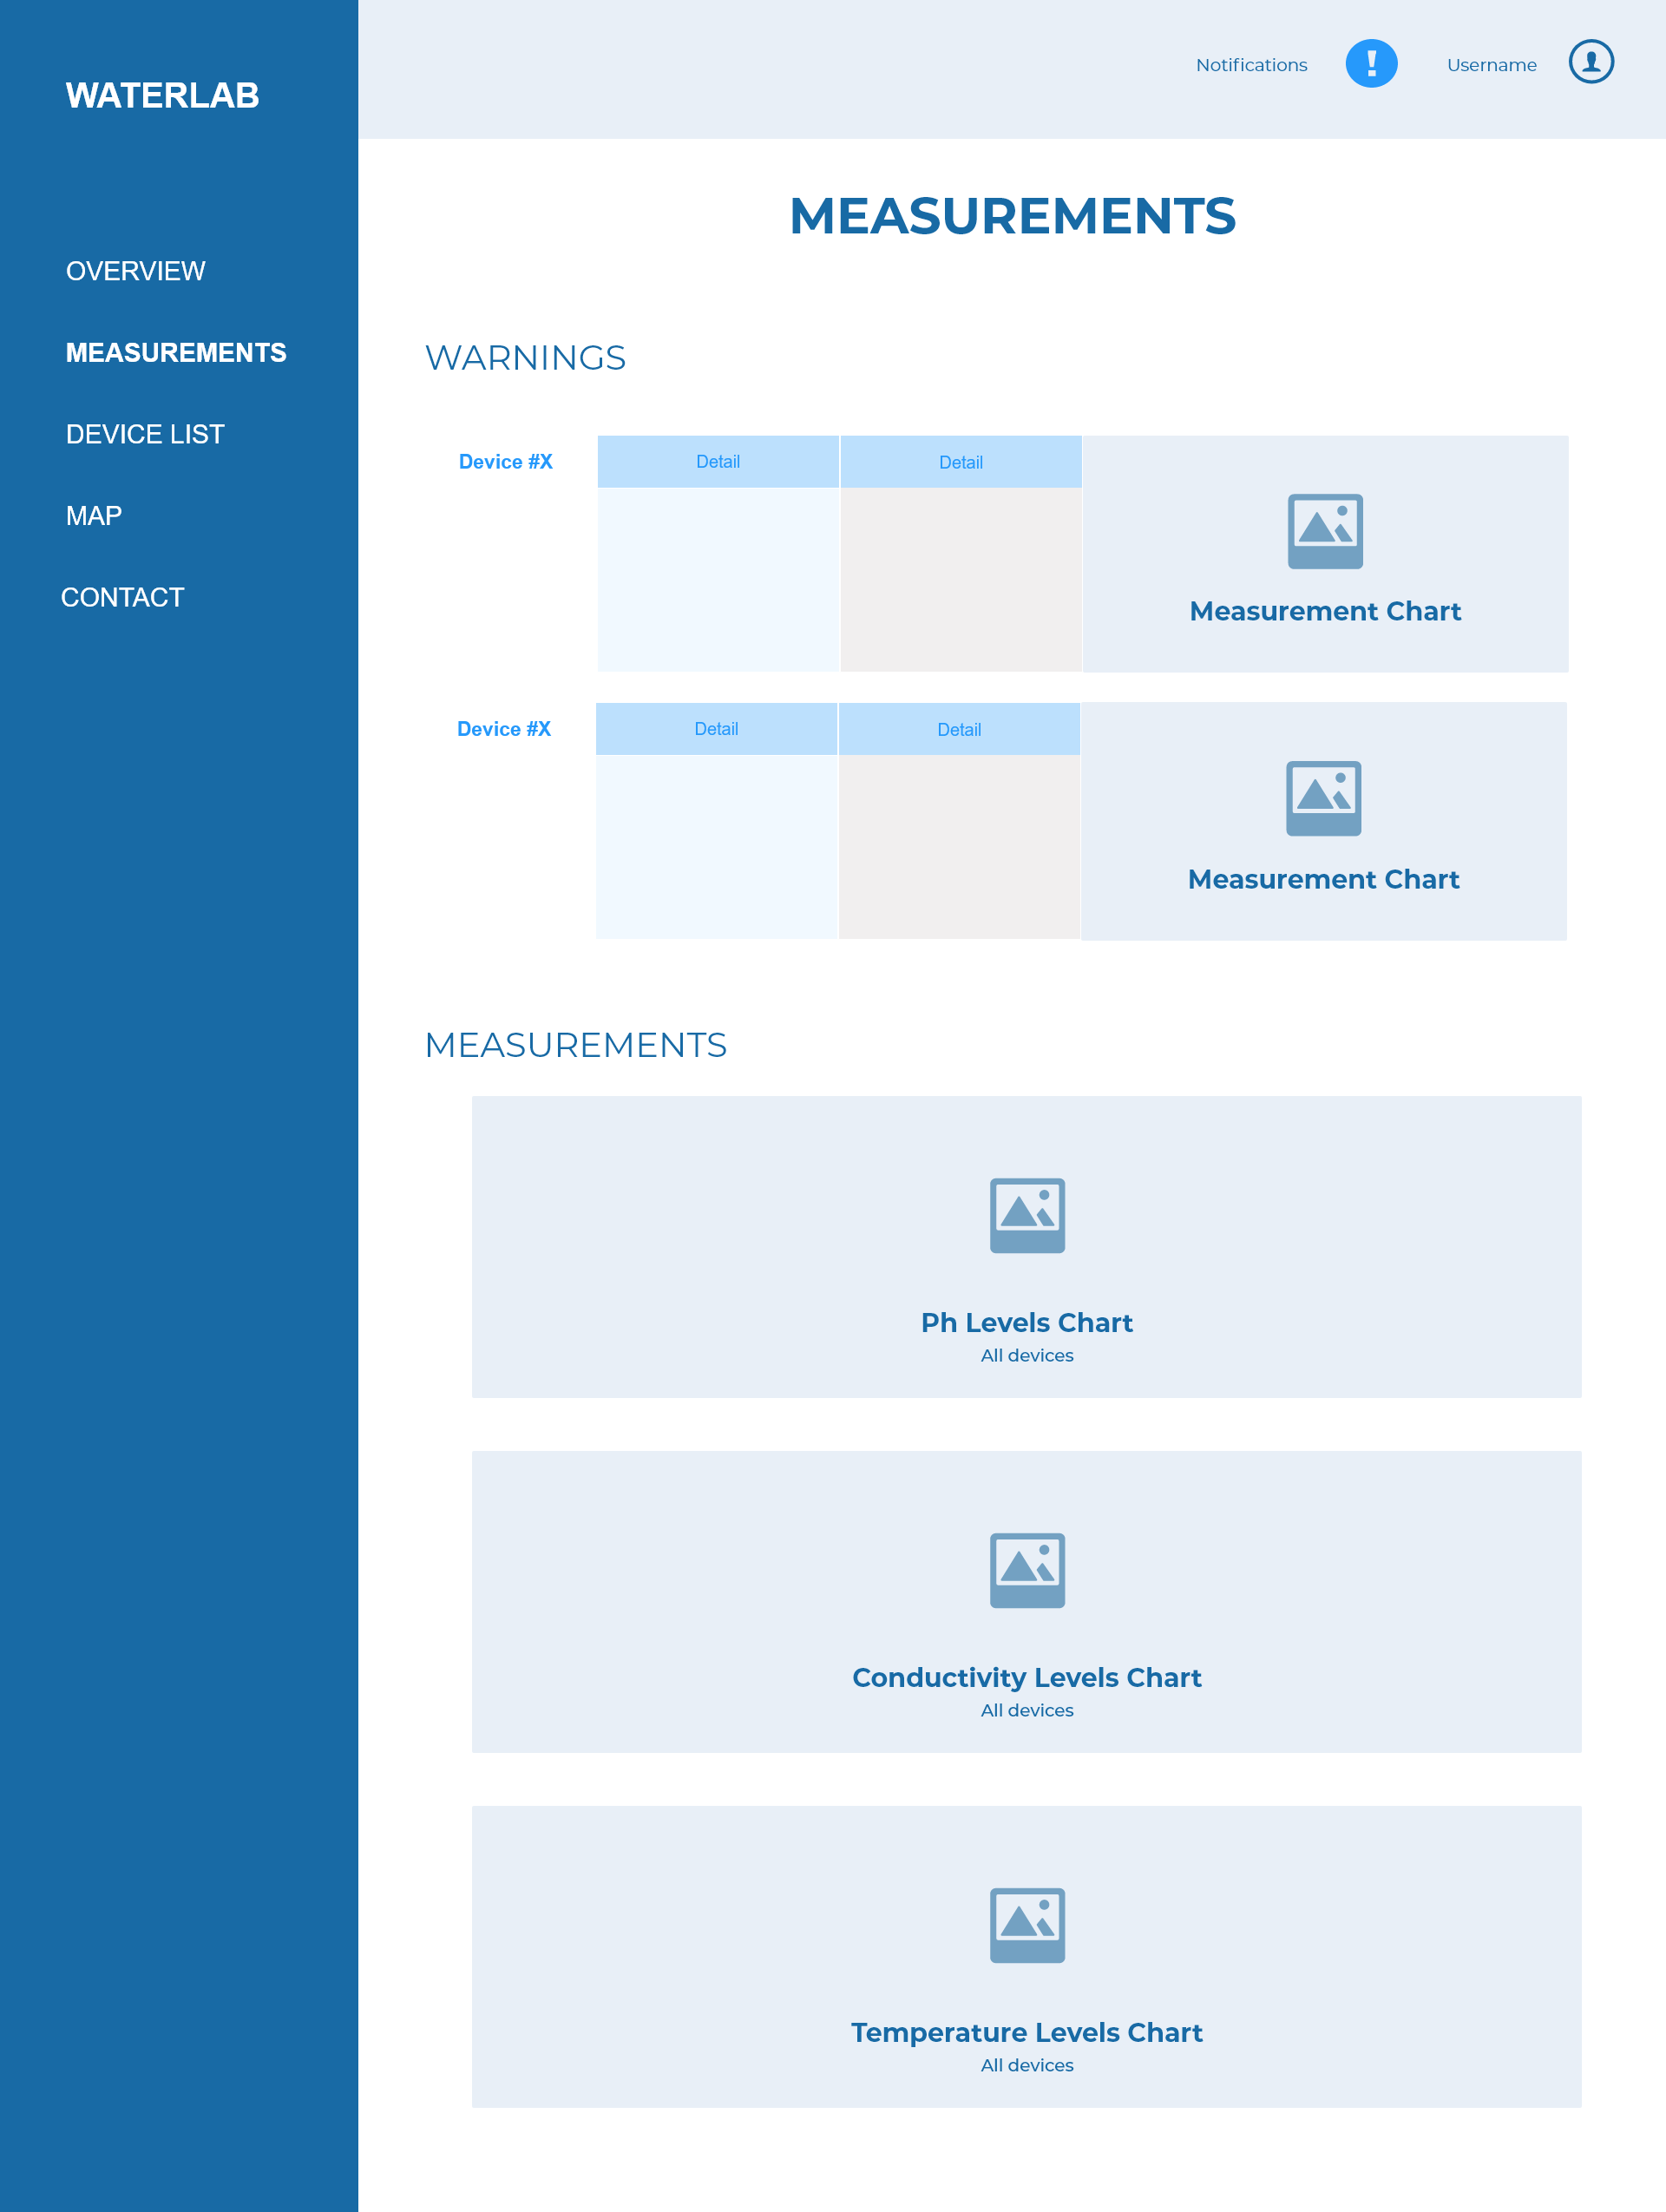 WATERLAB
Notifications
Username
OVERVIEW
MEASUREMENTS
DEVICE LIST
MAP
CONTACT
MEASUREMENTS
WARNINGS
Device #X
Detail
Detail
Measurement Chart
Device #X
Detail
Detail
Measurement Chart
MEASUREMENTS
Ph Levels Chart
All devices
Conductivity Levels Chart
All devices
Temperature Levels Chart
All devices